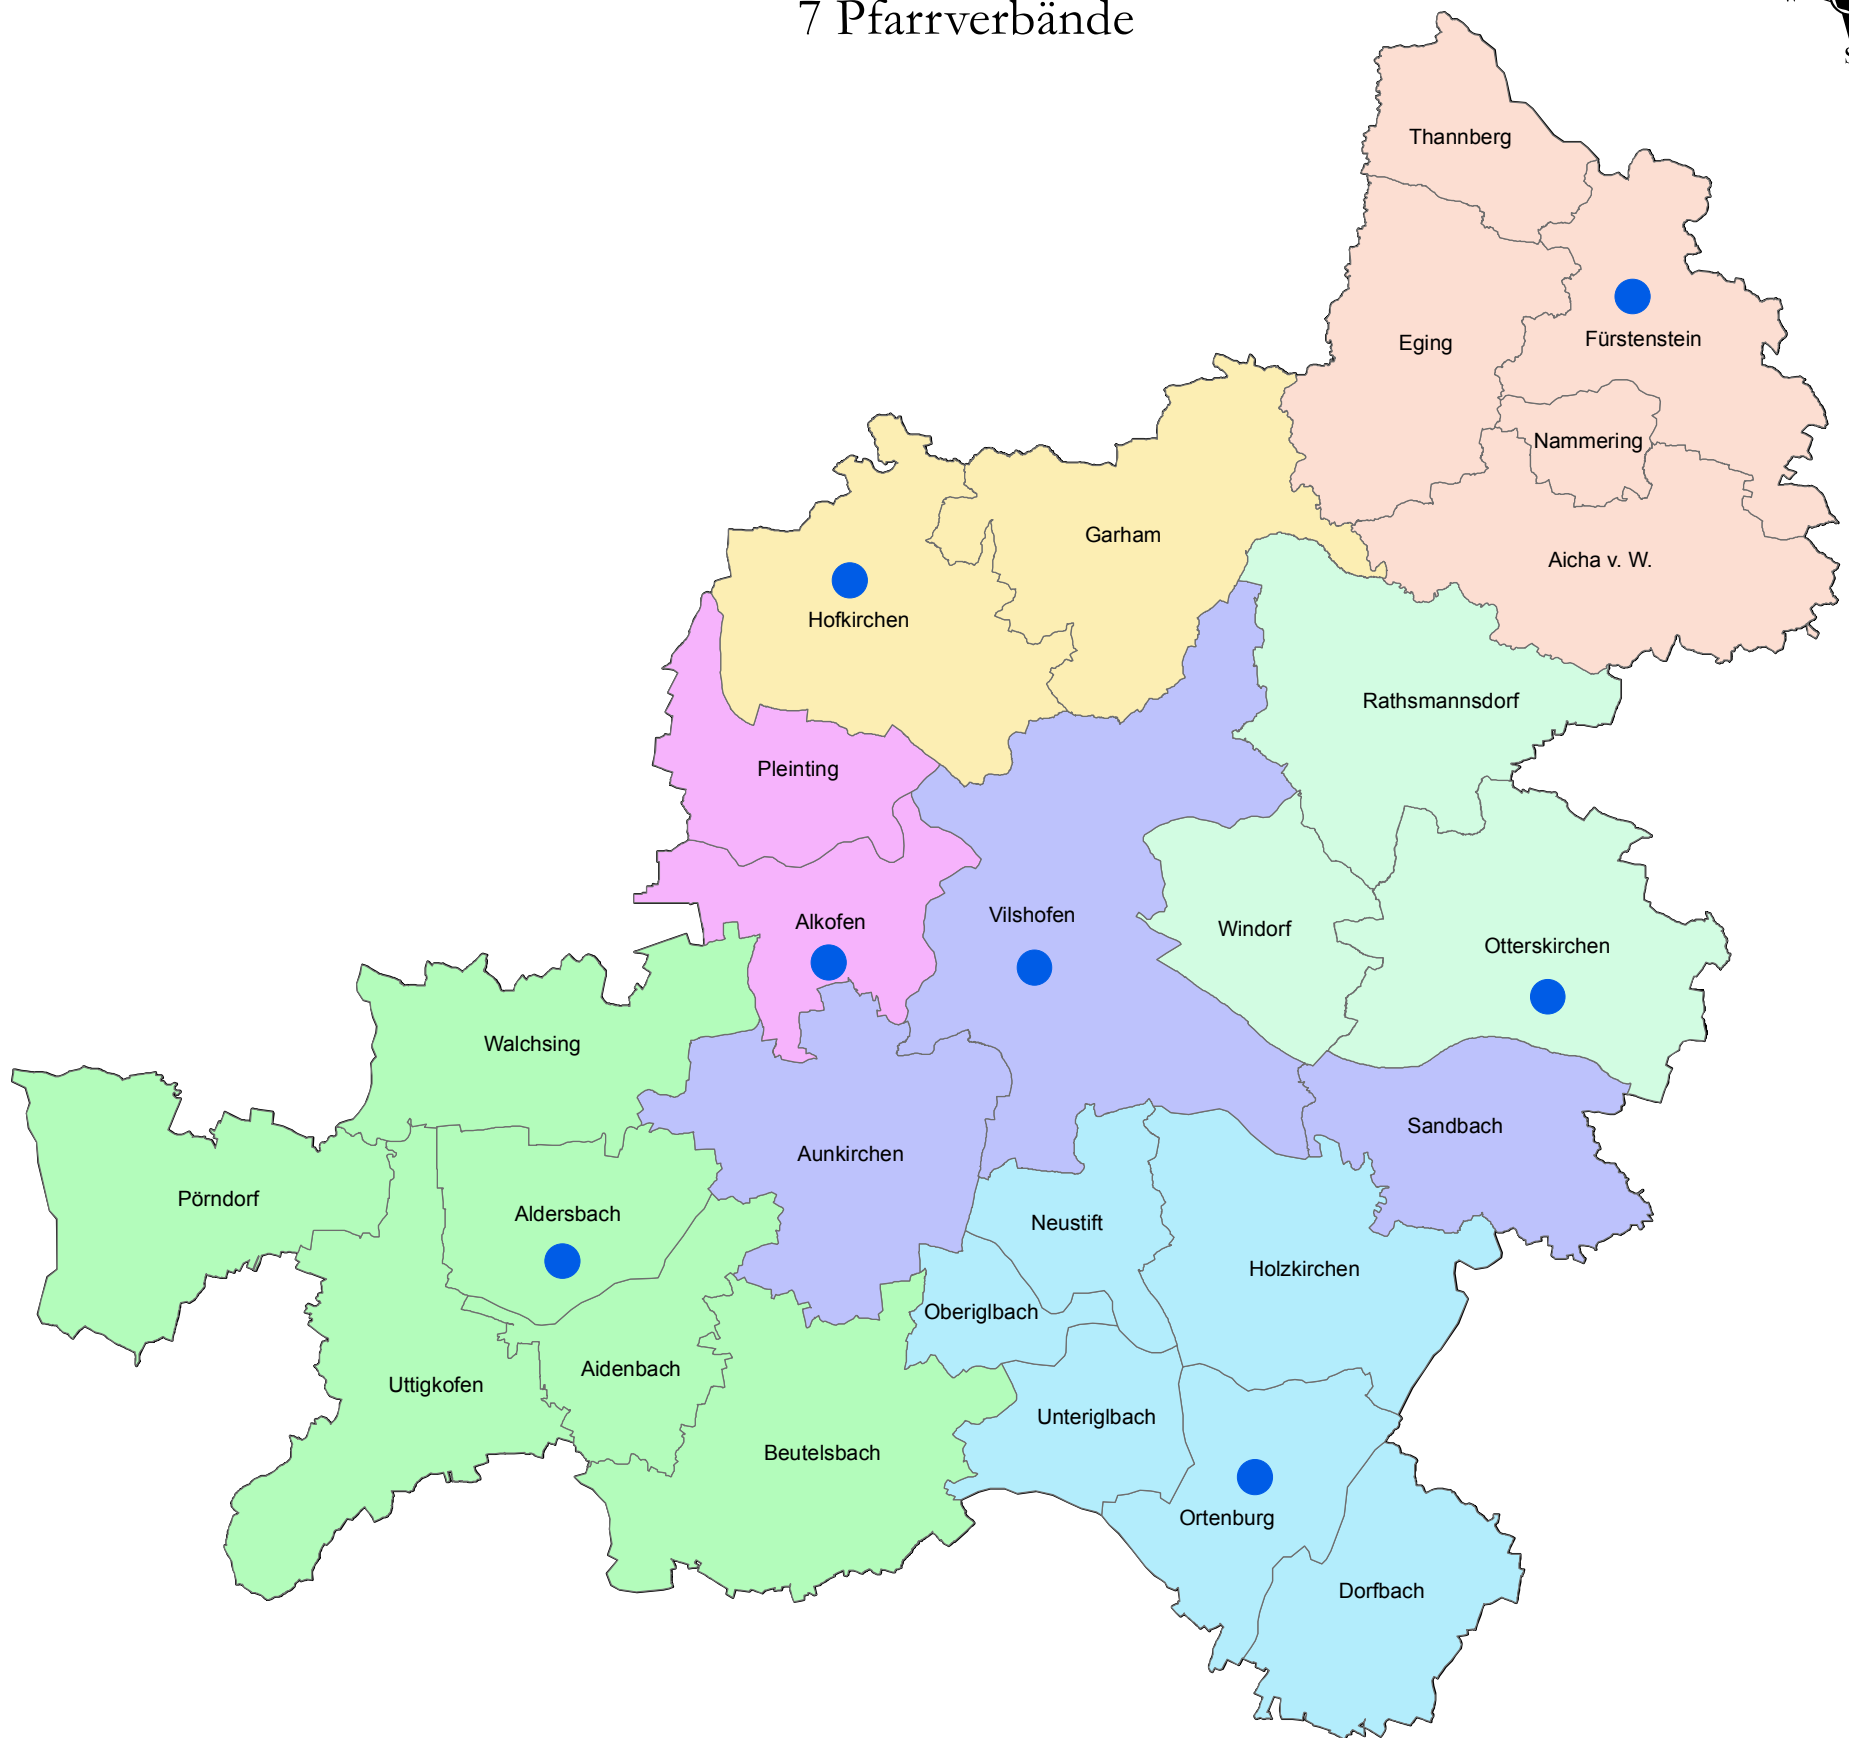 7 Pfarrverbände
Thannberg
Fürstenstein
Eging
Nammering
Garham
Aicha v. W.
Hofkirchen
Rathsmannsdorf
Pleinting
Vilshofen
Alkofen
Windorf
Otterskirchen
Walchsing
Sandbach
Aunkirchen
Pörndorf
Aldersbach
Neustift
Holzkirchen
Oberiglbach
Aidenbach
Uttigkofen
Unteriglbach
Beutelsbach
Ortenburg
Dorfbach